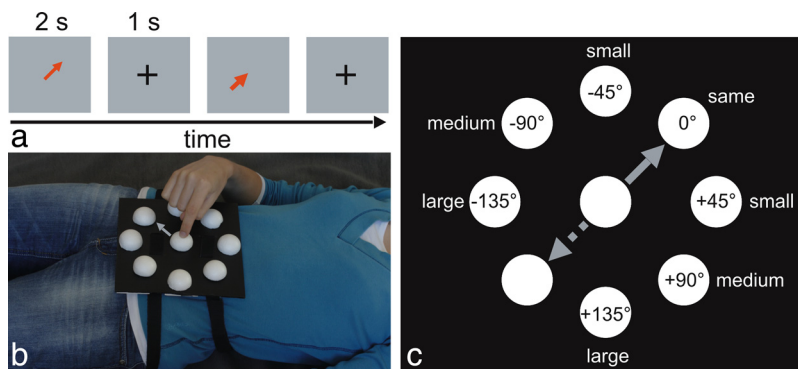 2 s
1 s
a
time
b
small
-45°
same
medium
-90°
0°
large
-135°
+45°
small
+90°
medium
+135°
c
large